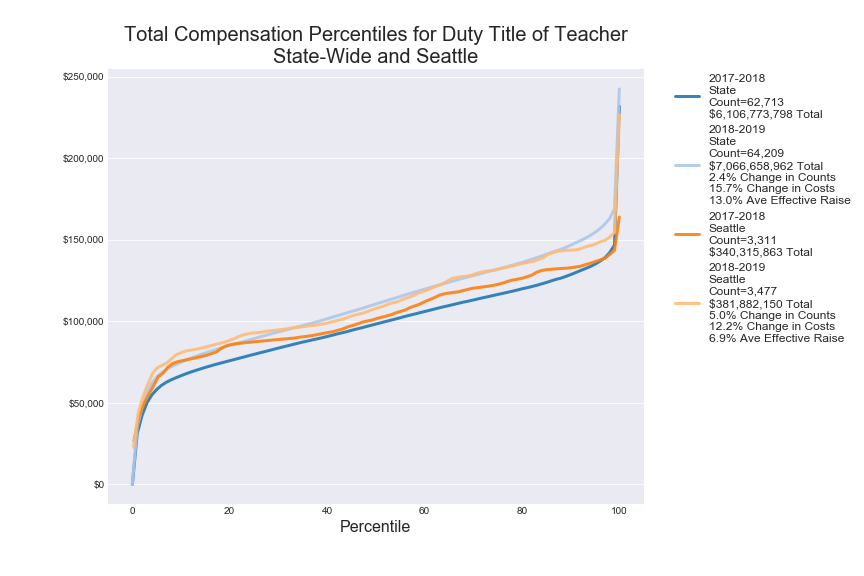 Total Compensation Percentiles for Duty Title of Teacher
State-Wide and Seattle
$250,000
$200,000
$150,000
$100,000
$50,000
$0
0
20
40
60
80
100
Percentile
2017-2018
State
Count=62,713
$6,106,773,798 Total
2018-2019
State
Count=64,209
$7,066,658,962 Total
2.4% Change in Counts
15.7% Change in Costs
13.0% Ave Effective Raise
2017-2018
Seattle
Count=3,311
$340,315,863 Total
2018-2019
Seattle
Count=3,477
$381,882,150 Total
5.0% Change in Counts
12.2% Change in Costs
6.9% Ave Effective Raise